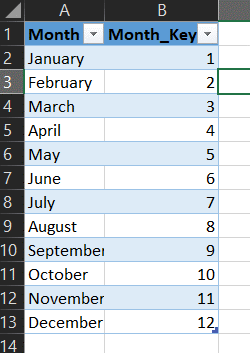 A B
1 Month Month_Key
2 January 1
3 February 2
4 March 3
5 April 4
6 May 5
7 June 6
8 July 7
9 August 8
10 September 9
11 October 10
12 November 11
13 December 12
14